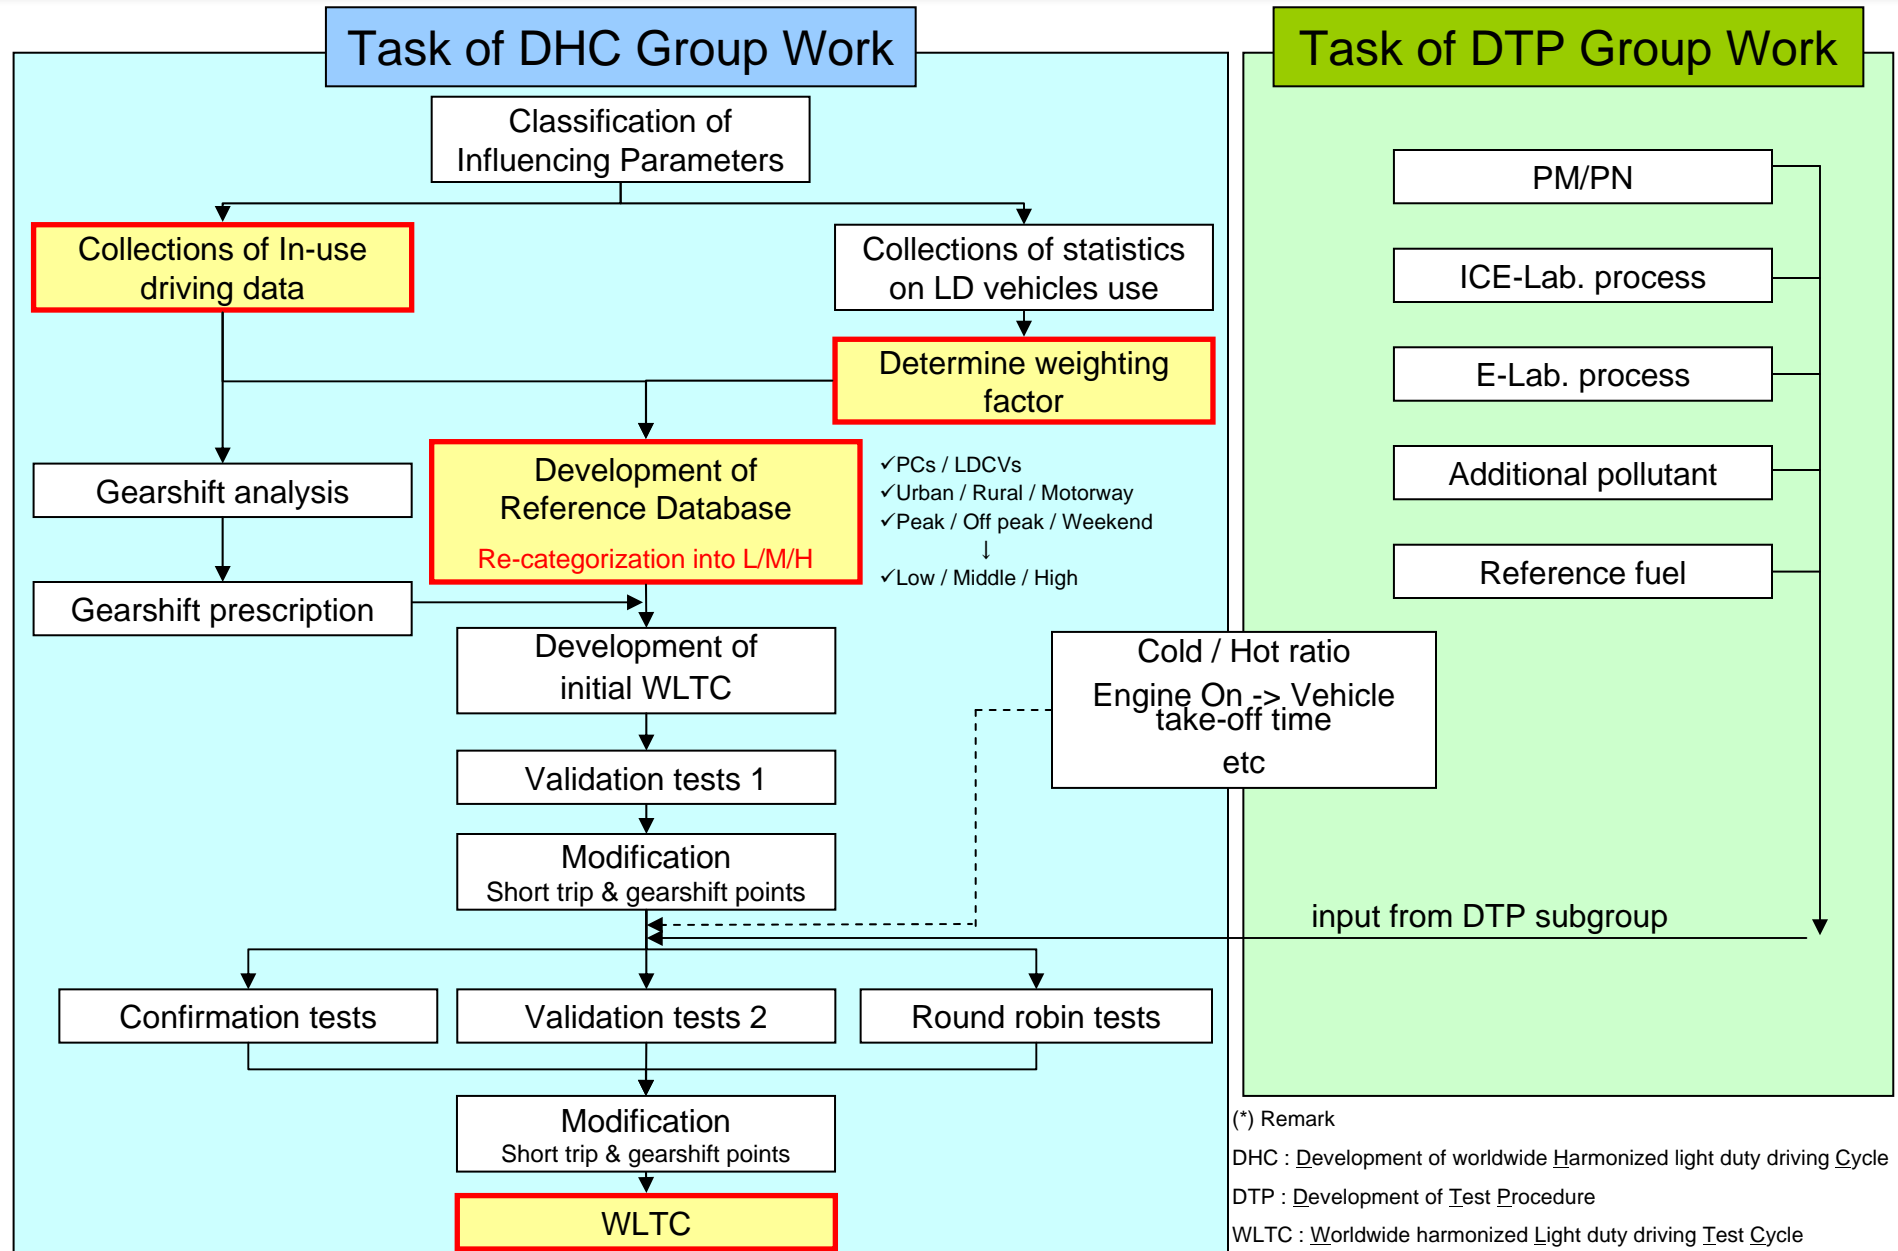 Task of DHC Group Work
Task of DTP Group Work
Classification of
Influencing Parameters
Collections of In-use
driving data
Collections of statistics
on LD vehicles use
Determine weighting
factor
Gearshift analysis
Development of
Reference Database
Re-categorization into L/M/H
✓PCs / LDCVs
✓Urban / Rural / Motorway
✓Peak / Off peak / Weekend
↓
✓Low / Middle / High
Gearshift prescription
Development of
initial WLTC
Validation tests 1
Modification
Short trip & gearshift points
Confirmation tests
Validation tests 2
Round robin tests
Modification
Short trip & gearshift points
WLTC
PM/PN
ICE-Lab. process
E-Lab. process
Additional pollutant
Reference fuel
Cold / Hot ratio
Engine On -> Vehicle
take-off time
etc
input from DTP subgroup
(*) Remark
DHC : Development of worldwide Harmonized light duty driving Cycle
DTP : Development of Test Procedure
WLTC : Worldwide harmonized Light duty driving Test Cycle